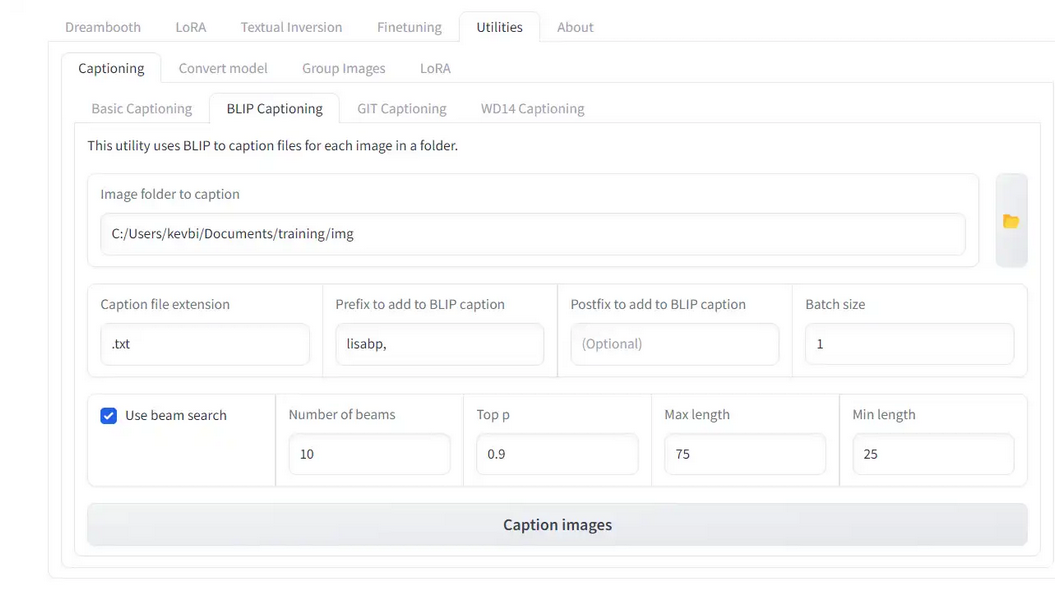 Dreambooth LoRA Textual Inversion Finetuning Utilities About
Captioning Convert model Group Images LoRA
Basic Captioning BLIP Captioning GIT Captioning WD14 Captioning
This utility uses BLIP to caption files for each image in a folder.
Image folder to caption
C:/Users/kevbi/Documents/training/img
Caption file extension Prefix to add to BLIP caption Postfix to add to BLIP caption Batch size
.txt lisabp, (Optional) 1
Use beam search Number of beams Top p Max length Min length
10 0.9 75 25
Caption images